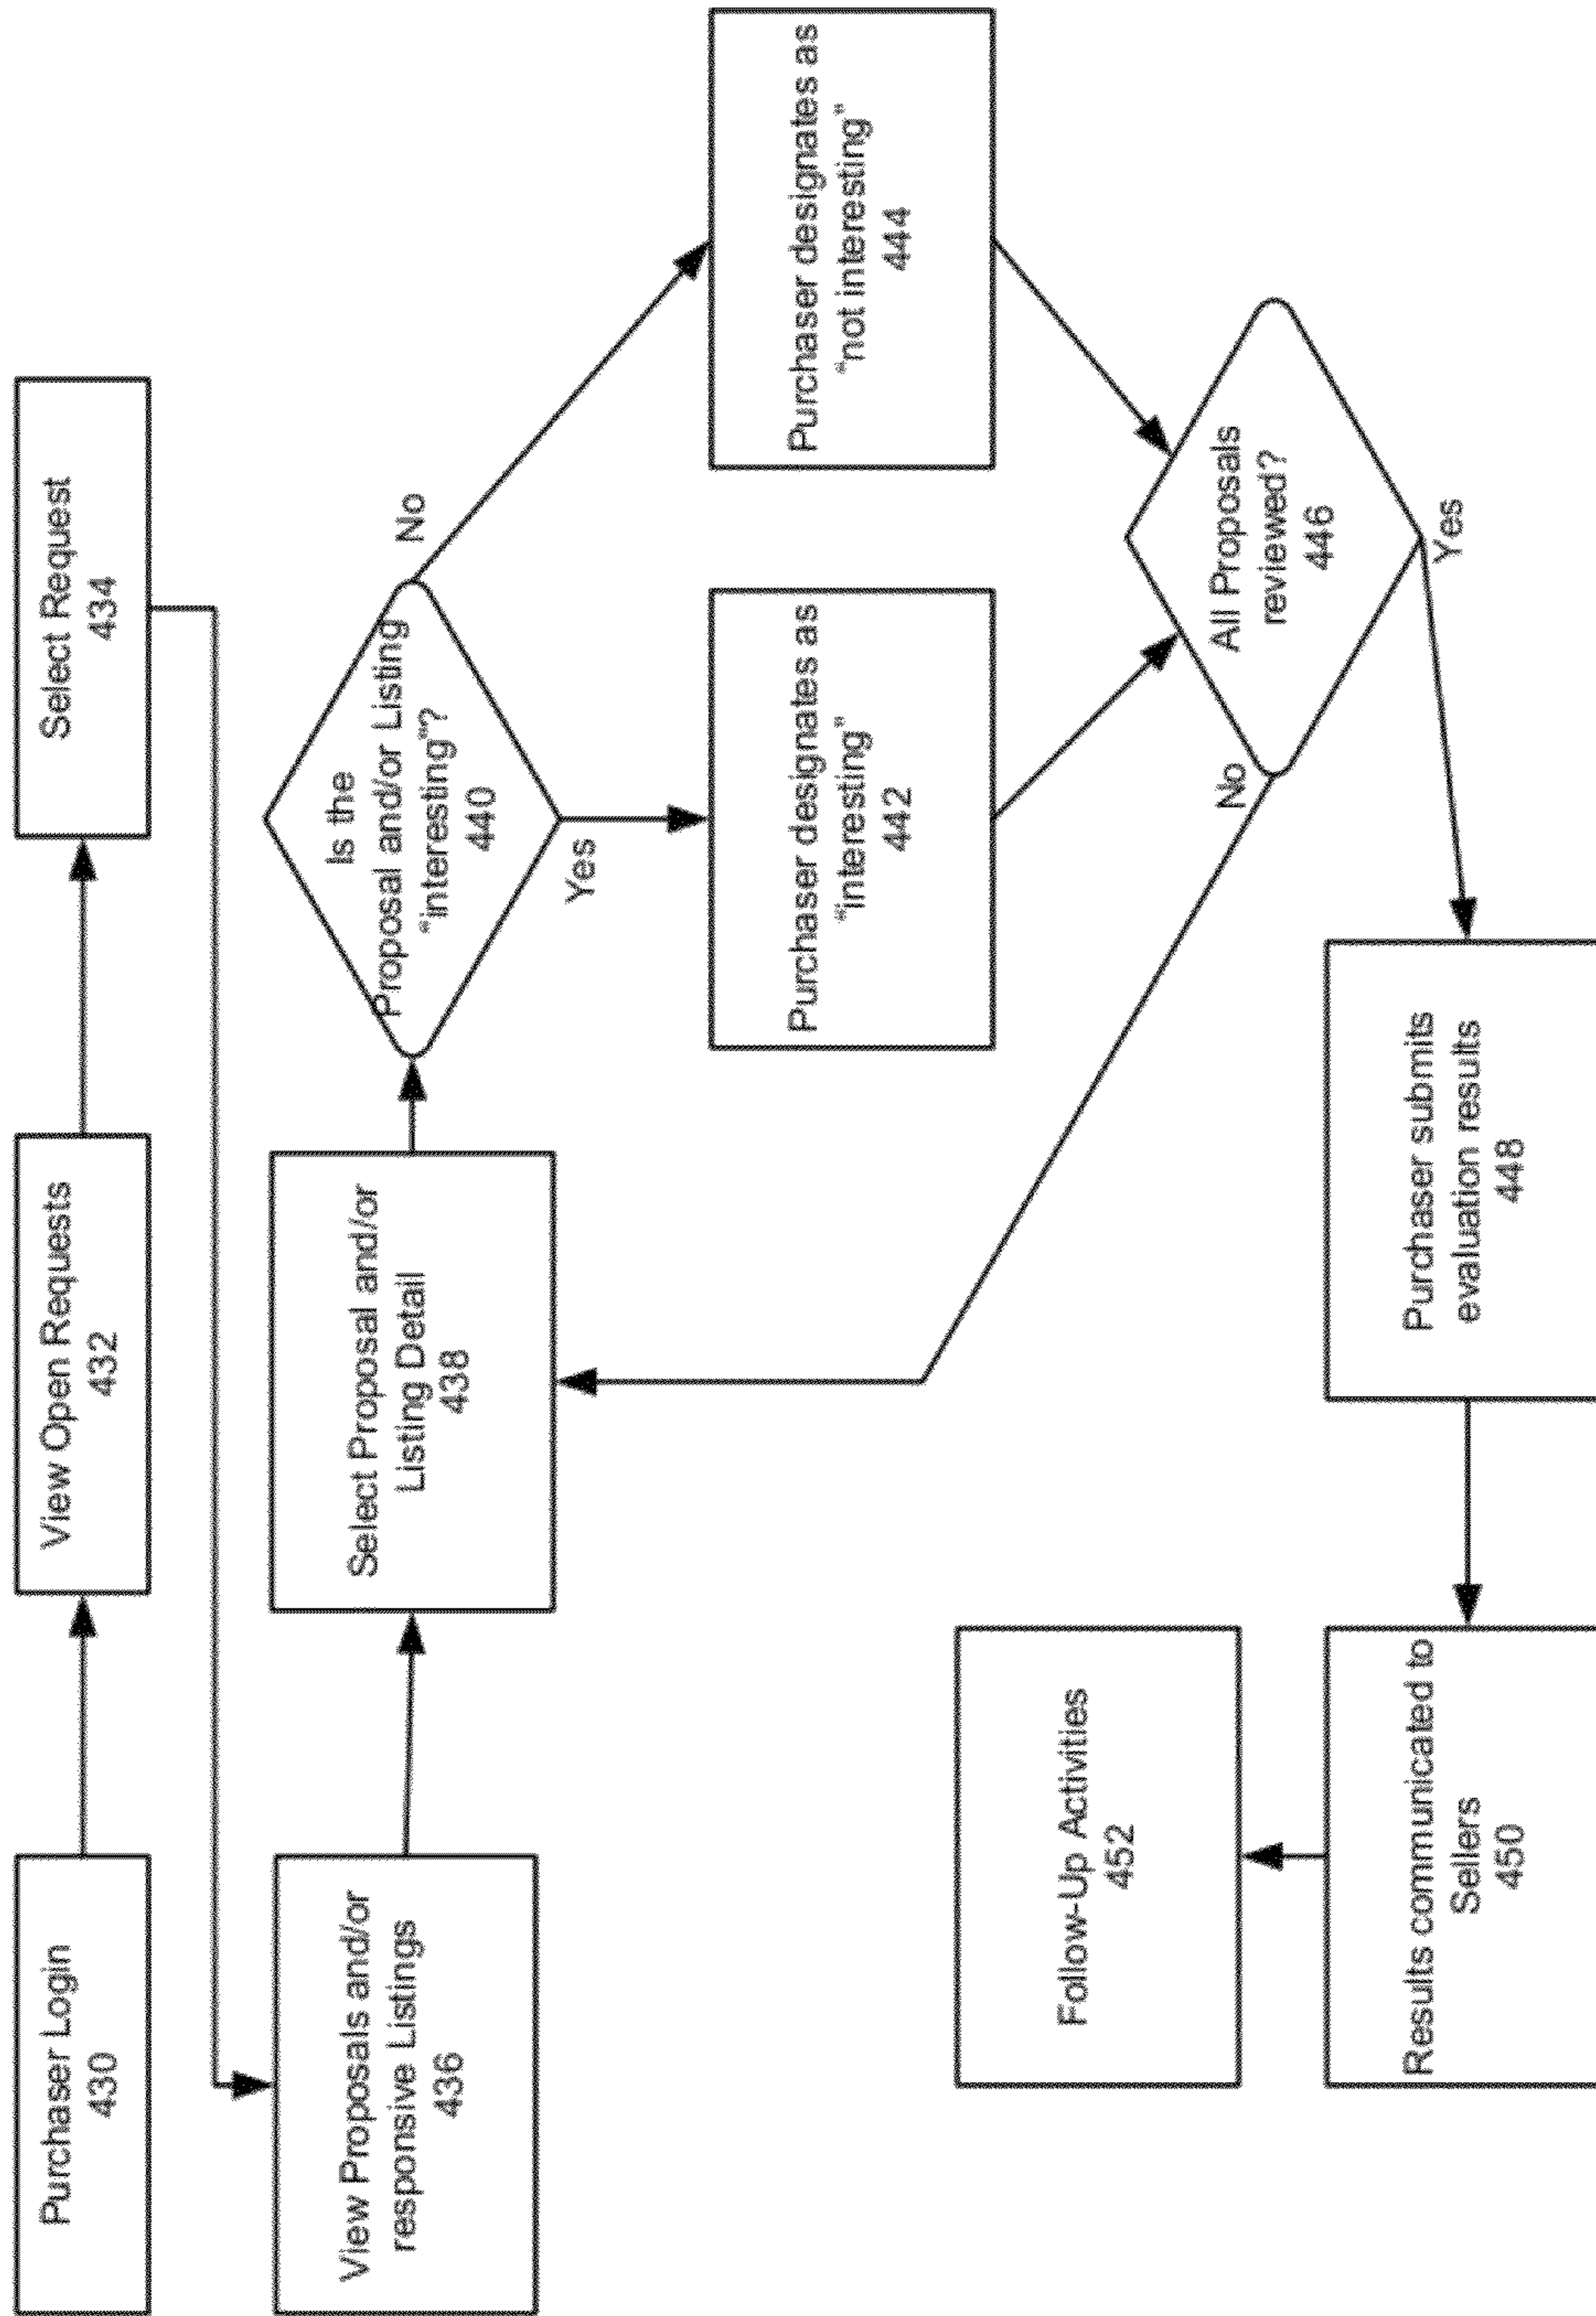 Purchaser Login
430
View Open Requests
432
Select Request
434
View Proposals and/or
responsive Listings
436
Select Proposal and/or
Listing Detail
438
Is the
Proposal and/or Listing
“interesting”?
440
No
Yes
Purchaser designates as
“interesting”
442
Purchaser designates as
“not interesting”
444
All Proposals
reviewed?
446
No
Yes
Purchaser submits
evaluation results
448
Results communicated to
Sellers
450
Follow-Up Activities
452